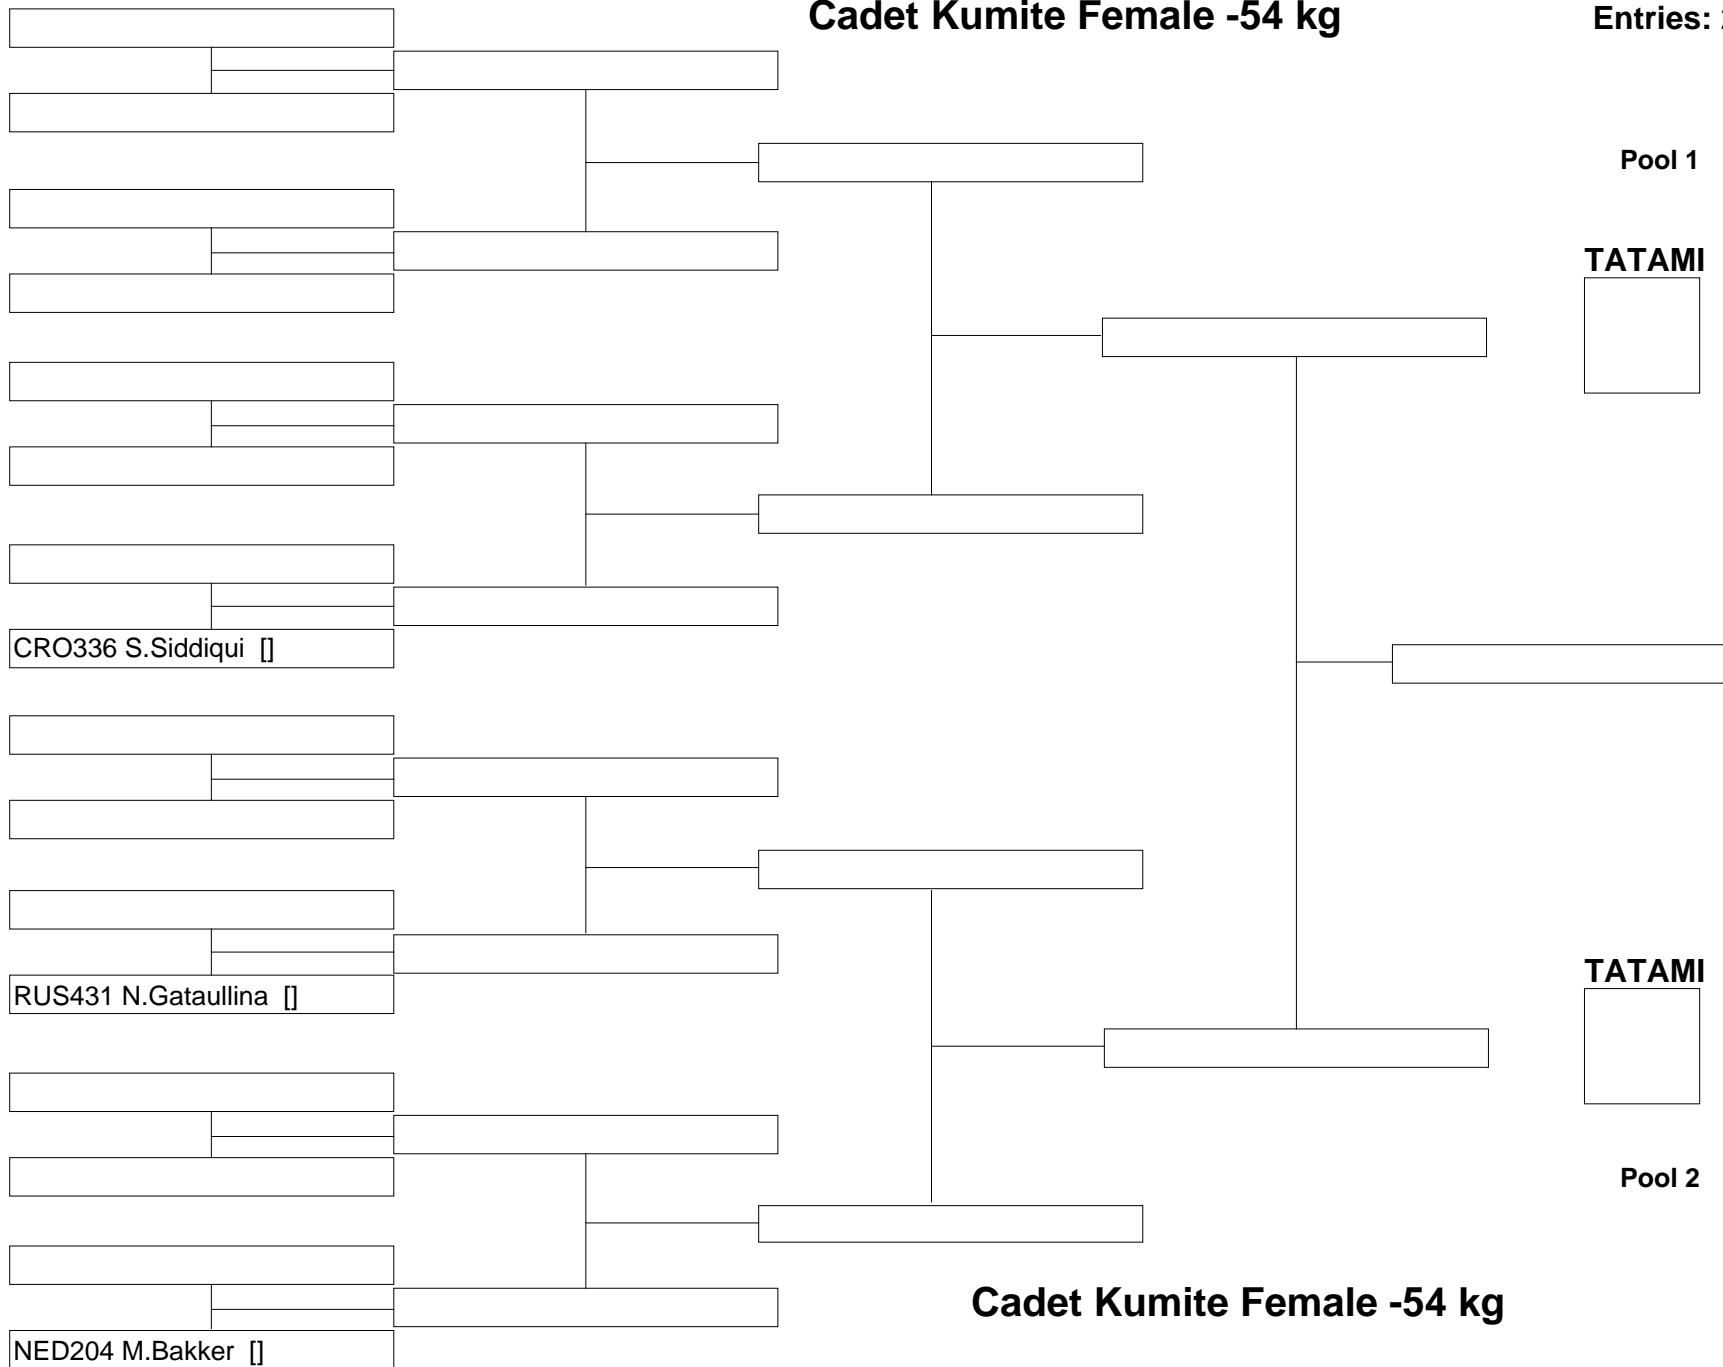 Cadet Kumite Female -54 kg
Entries:
Pool 1
TATAMI
CRO336 S.Siddiqui []
RUS431 N.Gataullina []
TATAMI
Pool 2
Cadet Kumite Female -54 kg
NED204 M.Bakker []